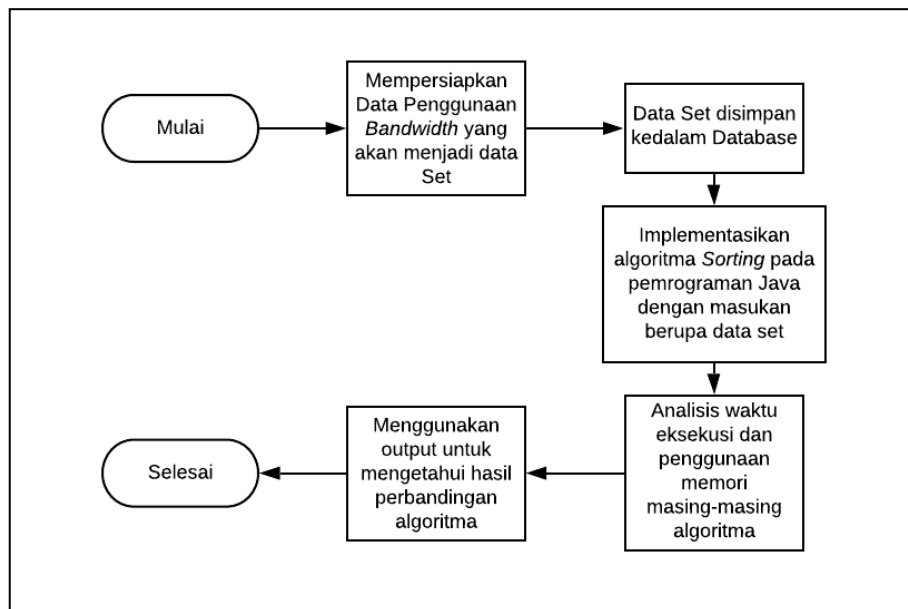 Mulai
Mempersiapkan
Data Penggunaan
Bandwidth yang
akan menjadi data
Set
Data Set disimpan
kedalam Database
Implementasikan
algoritma Sorting pada
pemrograman Java
dengan masukan
berupa data set
Analisis waktu
eksekusi dan
penggunaan
memori
masing-masing
algoritma
Menggunakan
output untuk
mengetahui hasil
perbandingan
algoritma
Selesai